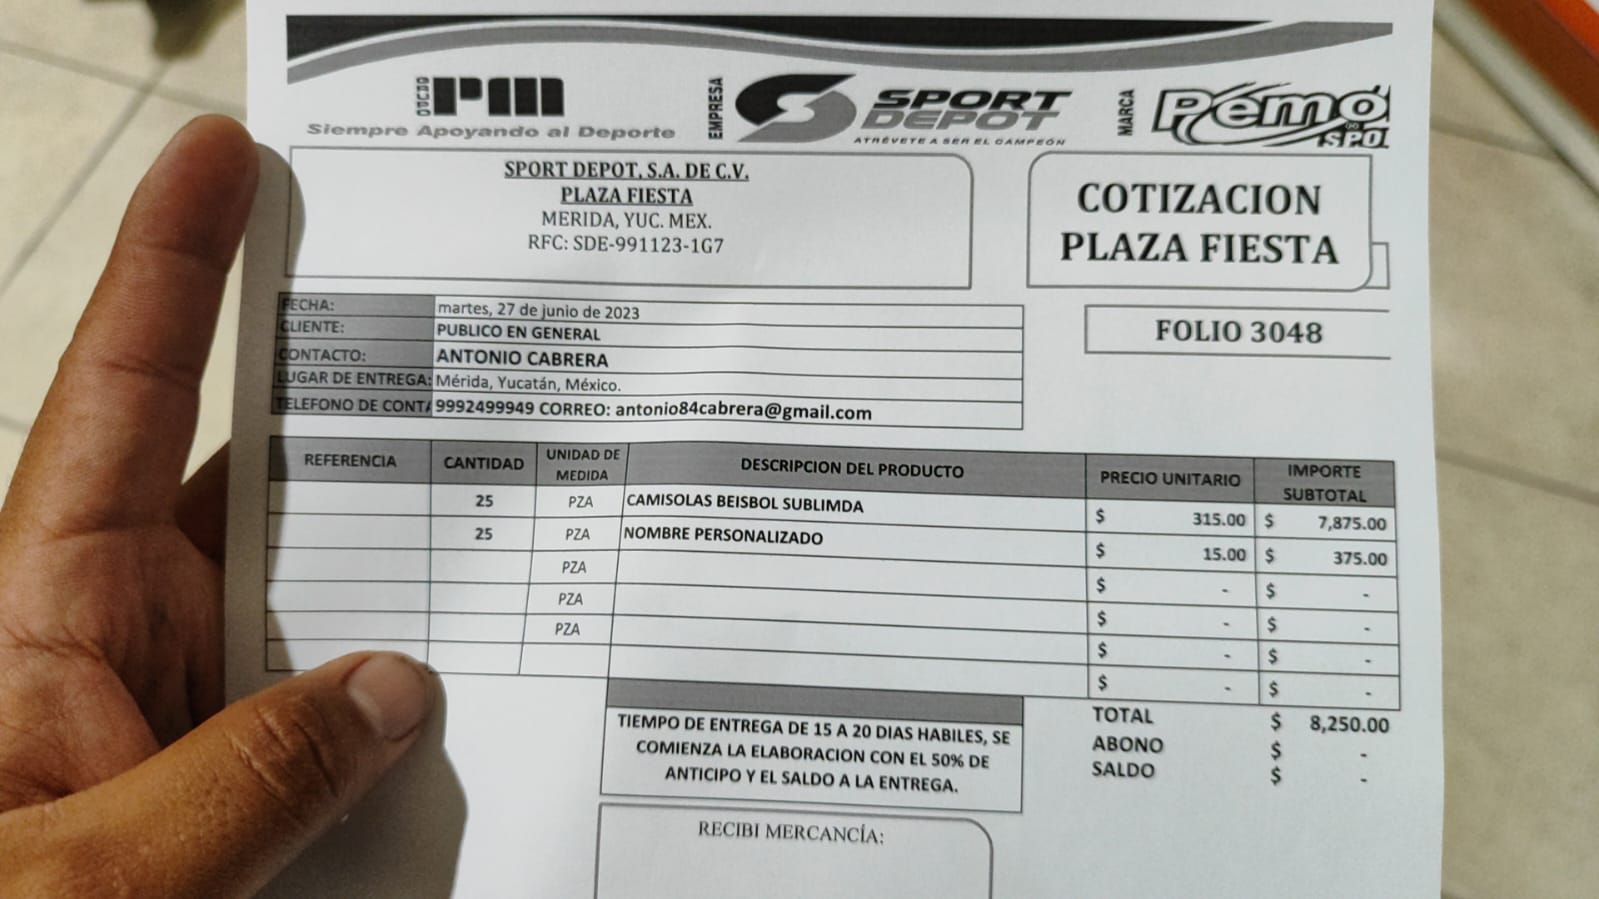 GRUPO PM
Siempre Apoyando al Deporte
EMPRESA
SPORT
DEPOT
ATRÉVETE A SER EL CAMPEÓN
MARCA
Pemo
SPO
SPORT DEPOT, S.A. DE C.V.
PLAZA FIESTA
MERIDA, YUC. MEX.
RFC: SDE-991123-1G7
COTIZACION
PLAZA FIESTA
FOLIO 3048
FECHA: martes, 27 de junio de 2023
CLIENTE: PUBLICO EN GENERAL
CONTACTO: ANTONIO CABRERA
LUGAR DE ENTREGA: Mérida, Yucatán, México.
TELEFONO DE CONTA 9992499949 CORREO: antonio84cabrera@gmail.com
REFERENCIA CANTIDAD UNIDAD DE MEDIDA DESCRIPCION DEL PRODUCTO PRECIO UNITARIO IMPORTE SUBTOTAL
25 PZA CAMISOLAS BEISBOL SUBLIMDA $ 315.00 $ 7,875.00
25 PZA NOMBRE PERSONALIZADO $ 15.00 $ 375.00
PZA $ - $ -
PZA $ - $ -
PZA $ - $ -
$ - $ -
TOTAL $ 8,250.00
ABONO $ -
SALDO $ -
TIEMPO DE ENTREGA DE 15 A 20 DIAS HABILES, SE
COMIENZA LA ELABORACION CON EL 50% DE
ANTICIPO Y EL SALDO A LA ENTREGA.
RECIBI MERCANCÍA: